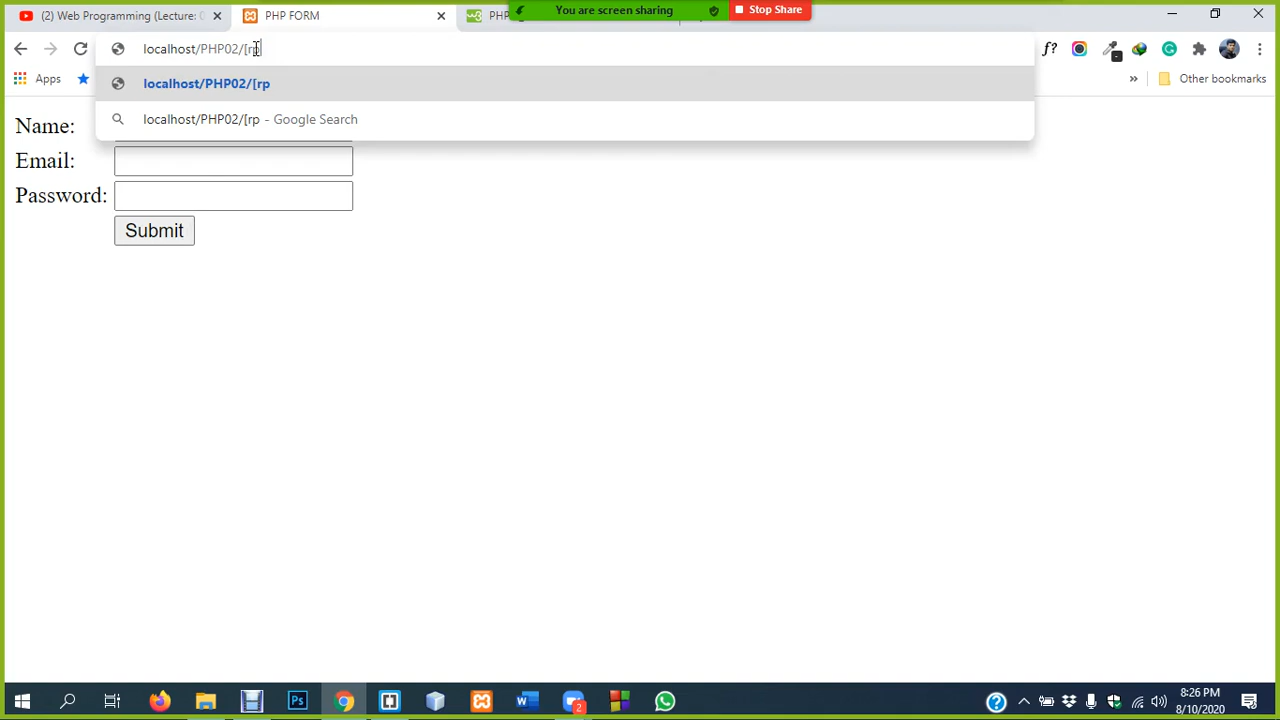 (2) Web Programming (Lecture: 0
PHP FORM
PHP
You are screen sharing
Stop Share
localhost/PHP02/[rp
f?
Apps
»
Other bookmarks
localhost/PHP02/[rp
localhost/PHP02/[rp - Google Search
Name:
Email:
Password:
Submit
Ps
2
8:26 PM
8/10/2020